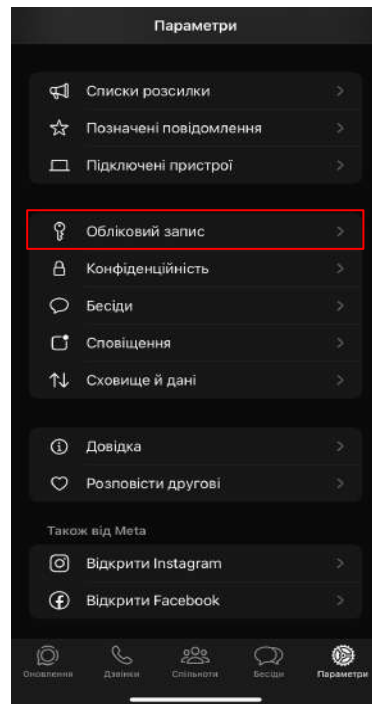 Параметри
Списки розсилки
Позначені повідомлення
Підключені пристрої
Обліковий запис
Конфіденційність
Бесіди
Сповіщення
Сховище й дані
Довідка
Розповісти другові
Також від Meta
Відкрити Instagram
Відкрити Facebook
Оновлення Дзвінки Спільноти Бесіди Параметри